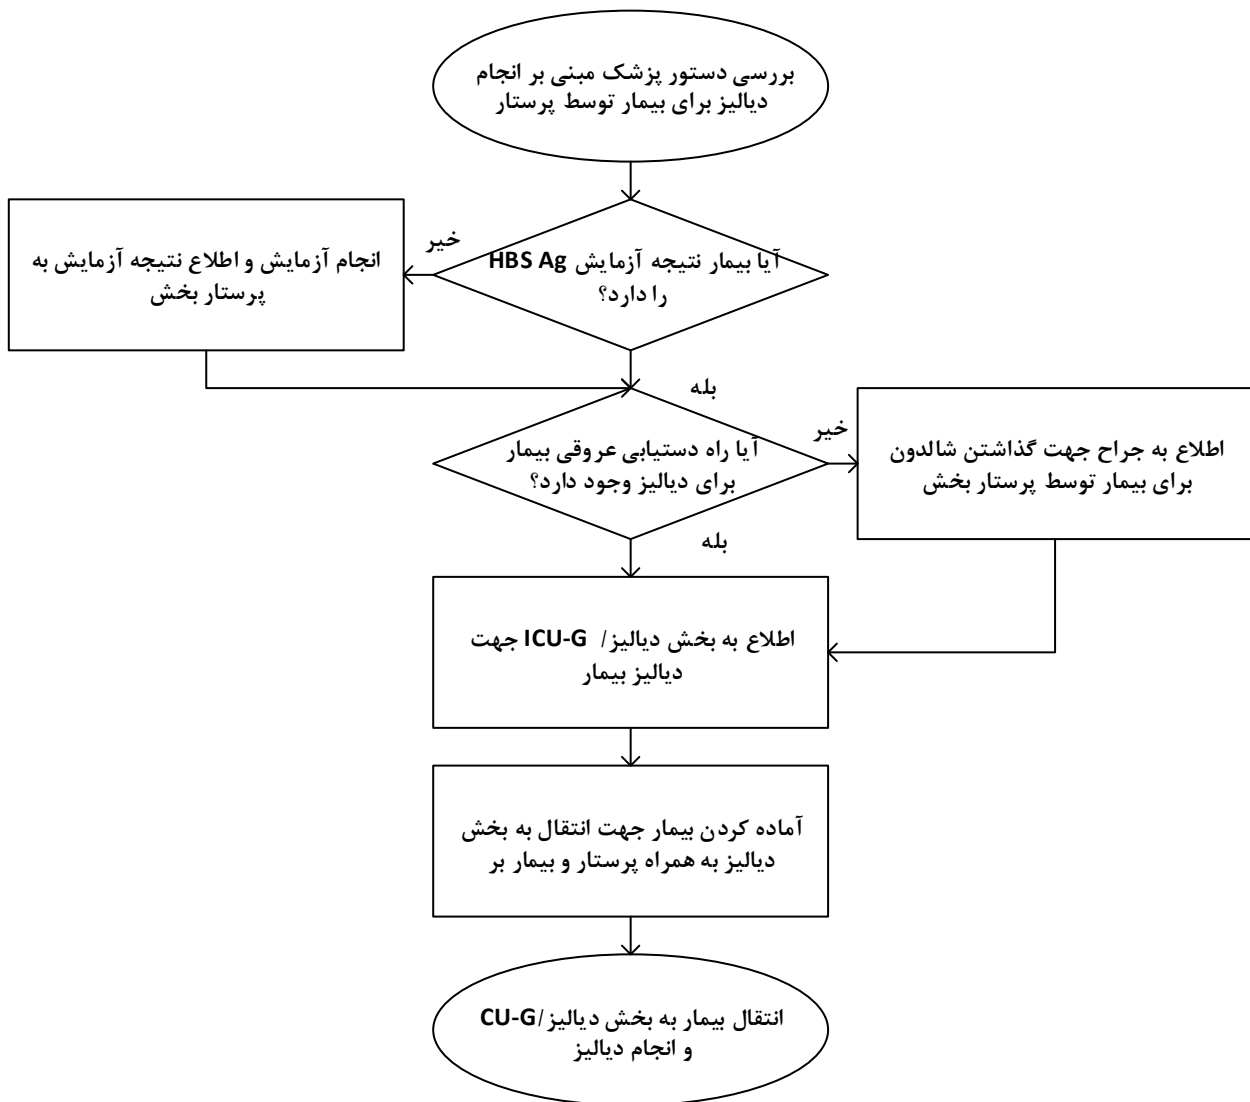 بررسی دستور پزشک مبنی بر انجام
دیالیز برای بیمار توسط پرستار
آیا بیمار نتیجه آزمایش HBS Ag
را دارد؟
خیر
انجام آزمایش و اطلاع نتیجه آزمایش به
پرستار بخش
بله
آیا راه دستیابی عروقی بیمار
برای دیالیز وجود دارد؟
خیر
اطلاع به جراح جهت گذاشتن شالدون
برای بیمار توسط پرستار بخش
بله
اطلاع به بخش دیالیز/ ICU-G جهت
دیالیز بیمار
آماده کردن بیمار جهت انتقال به بخش
دیالیز به همراه پرستار و بیمار بر
انتقال بیمار به بخش دیالیز/CU-G
و انجام دیالیز